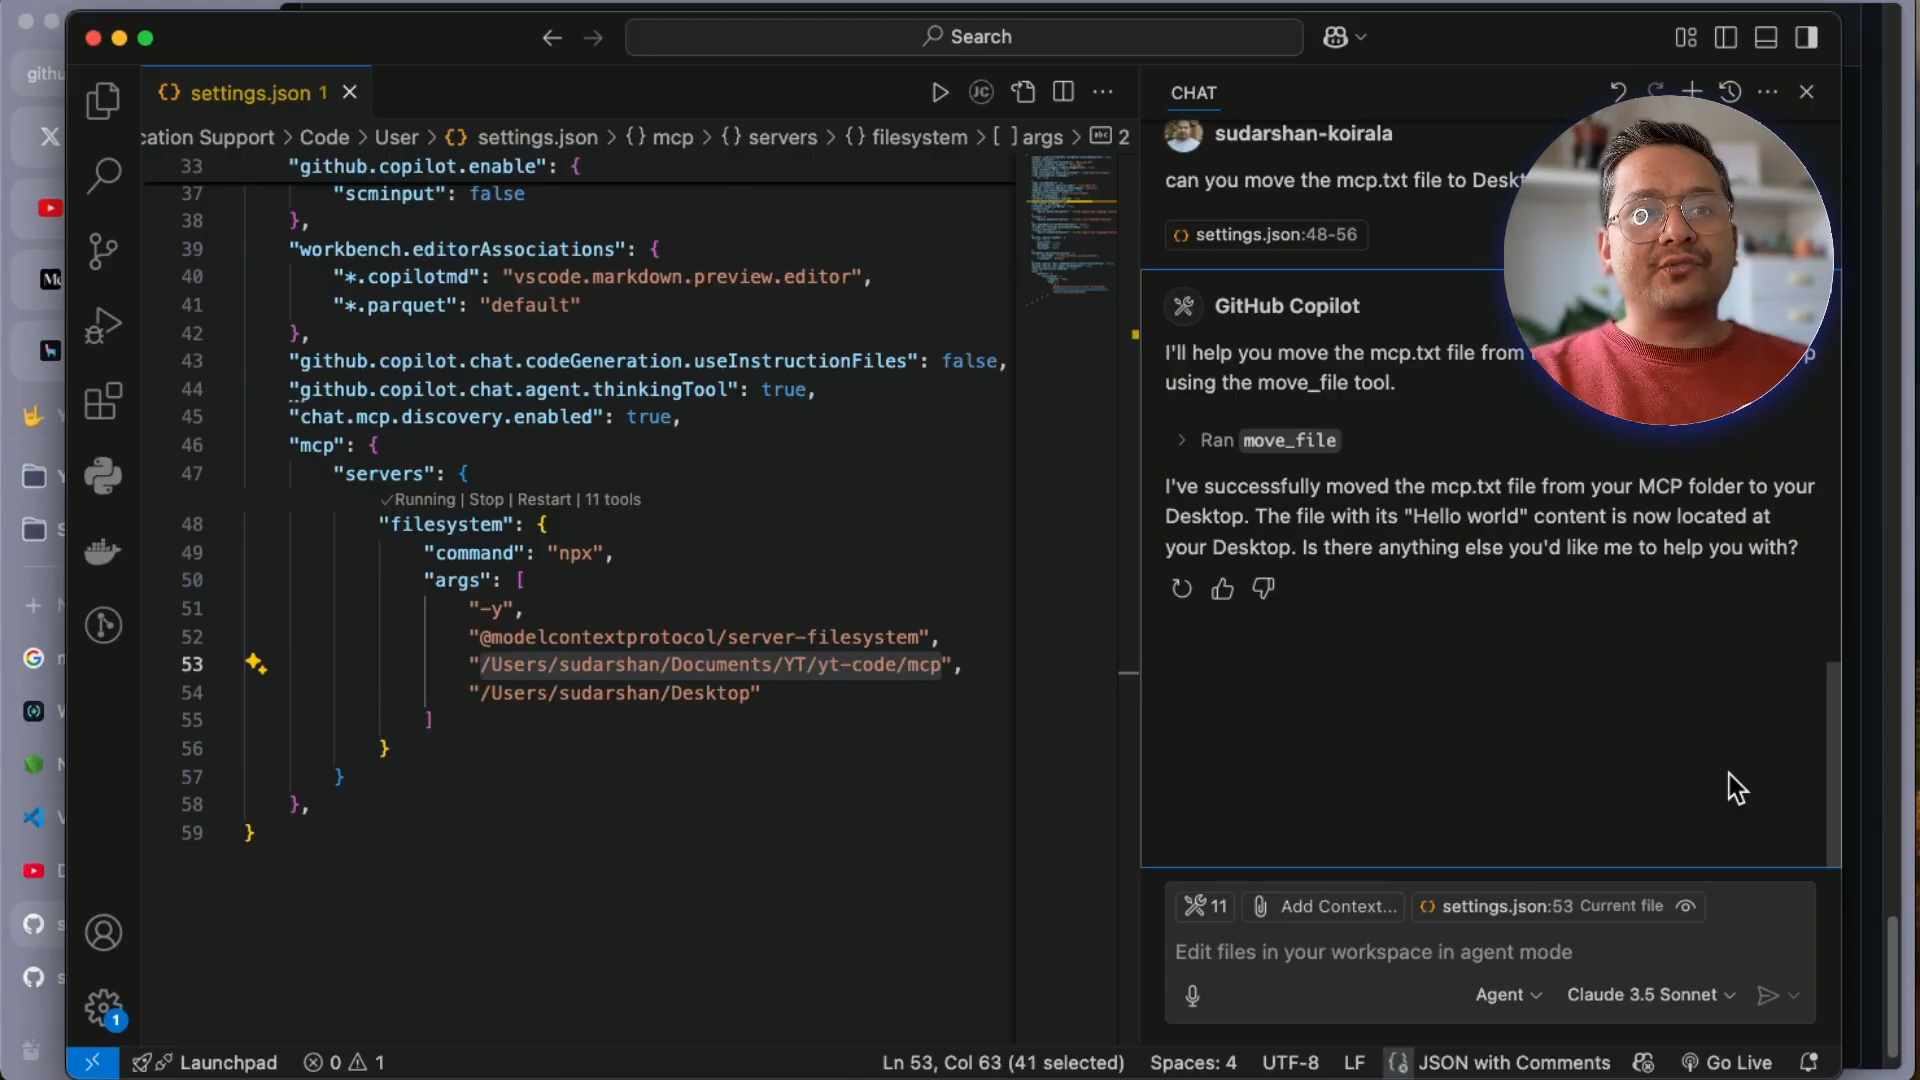 Search
githu
settings.json 1
CHAT
cation Support > Code > User > {} settings.json > {} mcp > {} servers > {} filesystem > [ ] args > abc 2
33 "github.copilot.enable": {
37 "scminput": false
38 },
39 "workbench.editorAssociations": {
40 "*.copilotmd": "vscode.markdown.preview.editor",
41 "*.parquet": "default"
42 },
43 "github.copilot.chat.codeGeneration.useInstructionFiles": false,
44 "github.copilot.chat.agent.thinkingTool": true,
45 "chat.mcp.discovery.enabled": true,
46 "mcp": {
47 "servers": {
✓Running | Stop | Restart | 11 tools
48 "filesystem": {
49 "command": "npx",
50 "args": [
51 "-y",
52 "@modelcontextprotocol/server-filesystem",
53 "/Users/sudarshan/Documents/YT/yt-code/mcp",
54 "/Users/sudarshan/Desktop"
55 ]
56 }
57 }
58 },
59 }
sudarshan-koirala
can you move the mcp.txt file to Deskt
settings.json:48-56
GitHub Copilot
I'll help you move the mcp.txt file from
using the move_file tool.
> Ran move_file
I've successfully moved the mcp.txt file from your MCP folder to your
Desktop. The file with its "Hello world" content is now located at
your Desktop. Is there anything else you'd like me to help you with?
11 Add Context... {} settings.json:53 Current file
Edit files in your workspace in agent mode
Agent Claude 3.5 Sonnet
1
Launchpad 0 1 Ln 53, Col 63 (41 selected) Spaces: 4 UTF-8 LF {} JSON with Comments Go Live